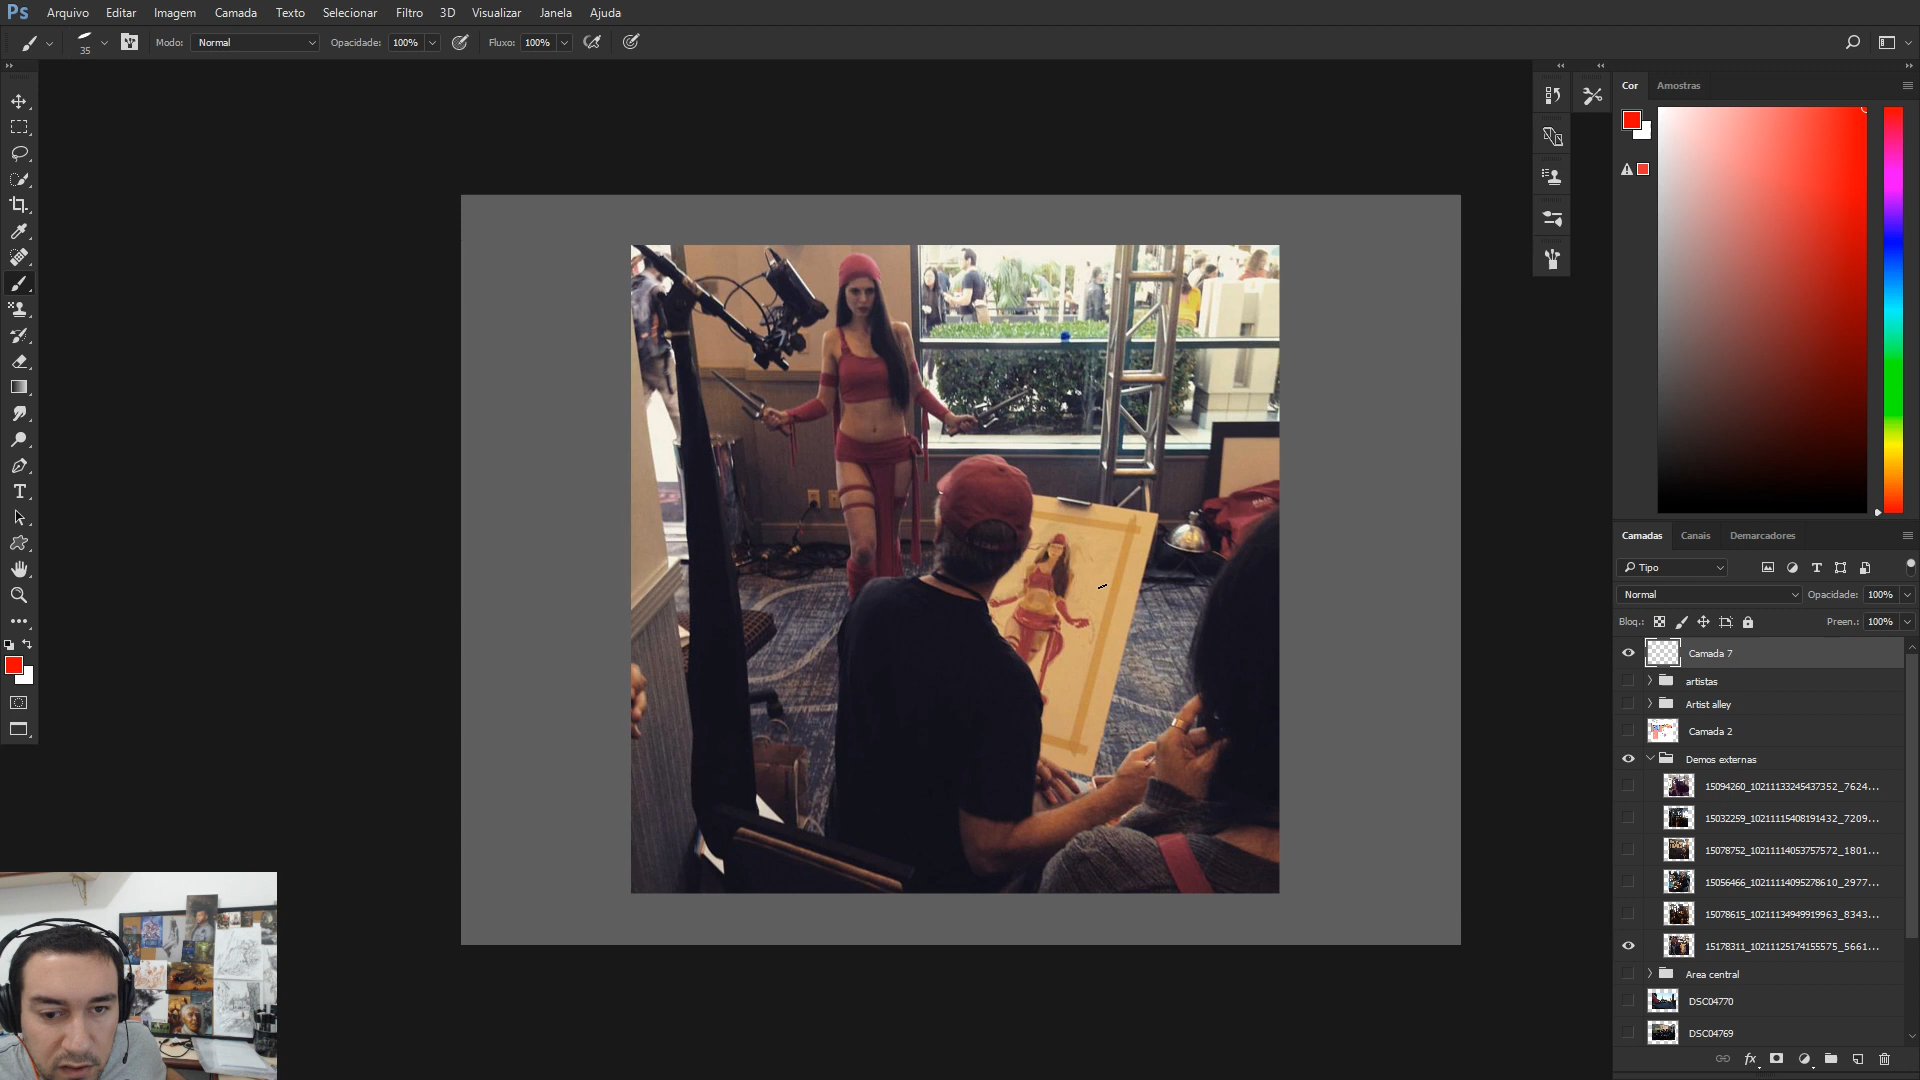 Ps Arquivo Editar Imagem Camada Texto Selecionar Filtro 3D Visualizar Janela Ajuda
35 Modo: Normal Opacidade: 100% Fluxo: 100%
Cor Amostras
Camadas Canais Demarcadores
Tipo
Normal Opacidade: 100%
Bloq.: Preen.: 100%
Camada 7
artistas
Artist alley
Camada 2
Demos externas
15094260_10211133245437352_7624...
15032259_10211115408191432_7209...
15078752_10211114053757572_1801...
15056466_10211114095278610_2977...
15078615_10211134949919963_8343...
15178311_10211125174155575_5661...
Area central
DSC04770
DSC04769
fx